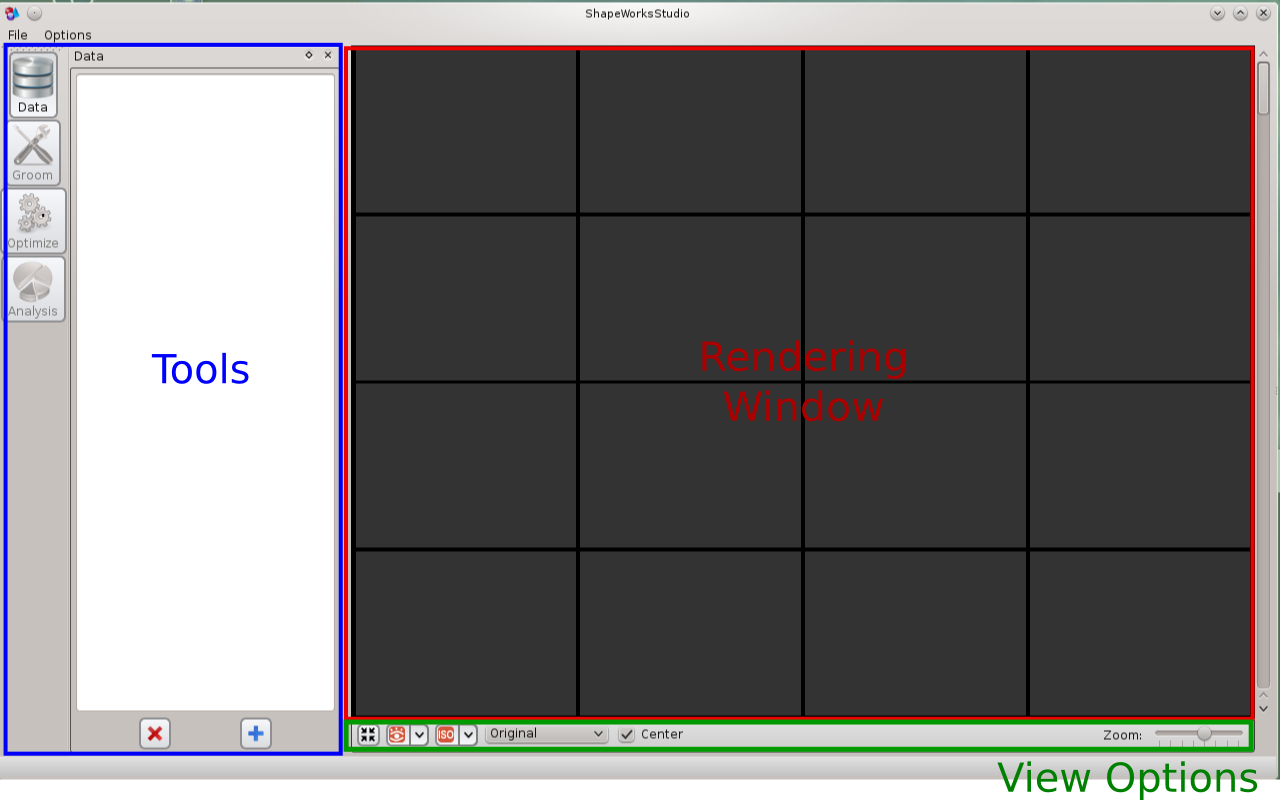 ShapeWorksStudio
File Options
Data
Data
Groom
Optimize
Analysis
Tools
Rendering
Window
ISO Original Center Zoom:
View Options